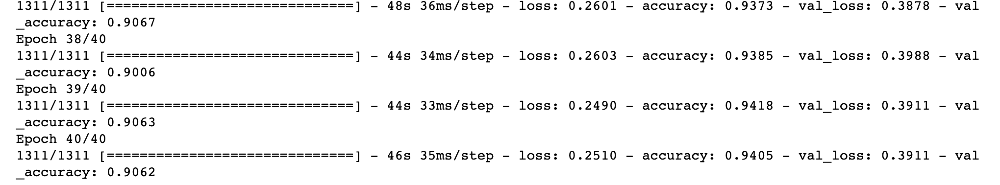 1311/1311 [==============================] - 48s 36ms/step - loss: 0.2601 - accuracy: 0.9373 - val_loss: 0.3878 - val
_accuracy: 0.9067
Epoch 38/40
1311/1311 [==============================] - 44s 34ms/step - loss: 0.2603 - accuracy: 0.9385 - val_loss: 0.3988 - val
_accuracy: 0.9006
Epoch 39/40
1311/1311 [==============================] - 44s 33ms/step - loss: 0.2490 - accuracy: 0.9418 - val_loss: 0.3911 - val
_accuracy: 0.9063
Epoch 40/40
1311/1311 [==============================] - 46s 35ms/step - loss: 0.2510 - accuracy: 0.9405 - val_loss: 0.3911 - val
_accuracy: 0.9062